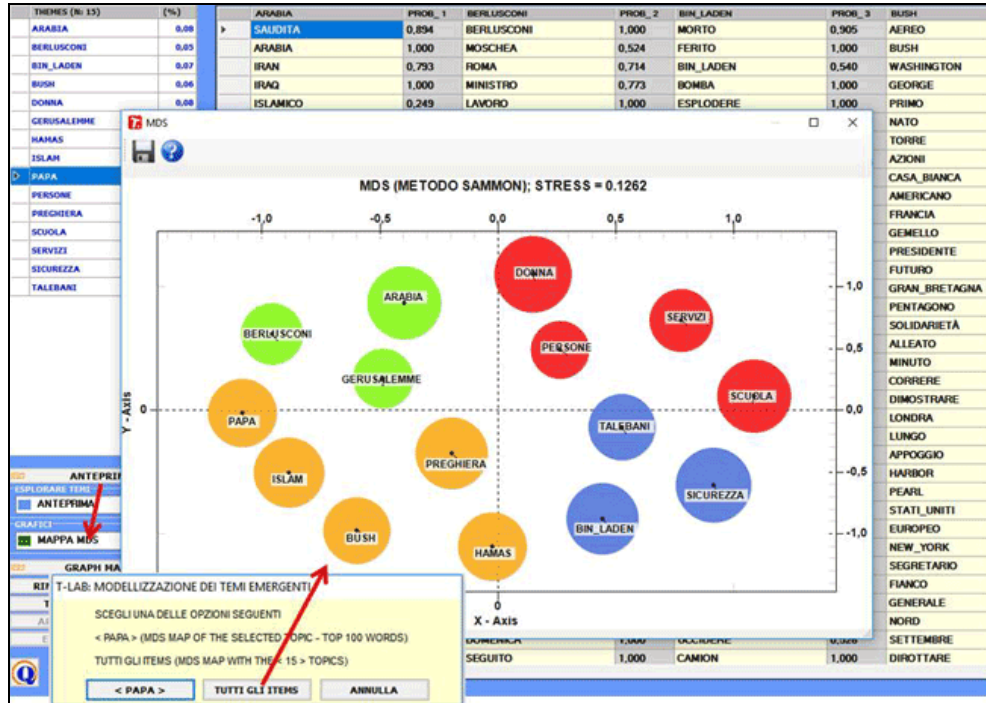 THEMES (N: 15) (%) ARABIA PROB_1 BERLUSCONI PROB_2 BIN_LADEN PROB_3 BUSH
ARABIA 0,08 SAUDITA 0,894 BERLUSCONI 1,000 MORTO 0,905 AEREO
BERLUSCONI 0,05 ARABIA 1,000 MOSCHEA 0,524 FERITO 1,000 BUSH
BIN_LADEN 0,07 IRAN 0,793 ROMA 0,714 BIN_LADEN 0,540 WASHINGTON
BUSH 0,06 IRAQ 1,000 MINISTRO 0,773 BOMBA 1,000 GEORGE
DONNA 0,08 ISLAMICO 0,249 LAVORO 1,000 ESPLODERE 1,000 PRIMO
GERUSALEMME
HAMAS
ISLAM
PAPA
PERSONE
PREGHIERA
SCUOLA
SERVIZI
SICUREZZA
TALEBANI
NATO
TORRE
AZIONI
CASA_BIANCA
AMERICANO
FRANCIA
GEMELLO
PRESIDENTE
FUTURO
GRAN_BRETAGNA
PENTAGONO
SOLIDARIETÀ
ALLEATO
MINUTO
CORRERE
DIMOSTRARE
LONDRA
LUNGO
APPOGGIO
HARBOR
PEARL
STATI_UNITI
EUROPEO
NEW_YORK
SEGRETARIO
FIANCO
GENERALE
NORD
DOMENICA 1,000 UCCIDERE 0,526 SETTEMBRE
SEGUITO 1,000 CAMION 1,000 DIROTTARE
MDS
MDS (METODO SAMMON); STRESS = 0.1262
-1,0 -0,5 0,0 0,5 1,0
DONNA
ARABIA
1,0
SERVIZI
BERLUSCONI
PERSONE
0,5
GERUSALEMME
SCUOLA
Y - Axis
0
0,0
PAPA
TALEBANI
PREGHIERA
ISLAM
-0,5
SICUREZZA
BUSH
BIN_LADEN
-1,0
HAMAS
0
X - Axis
ANTEPRI
ESPLORARE TEMI
ANTEPRIMA
GRAFICI
MAPPA MDS
GRAPH MA
T-LAB: MODELLIZZAZIONE DEI TEMI EMERGENTI
SCEGLI UNA DELLE OPZIONI SEGUENTI
< PAPA > (MDS MAP OF THE SELECTED TOPIC - TOP 100 WORDS)
TUTTI GLI ITEMS (MDS MAP WITH THE < 15 > TOPICS)
< PAPA > TUTTI GLI ITEMS ANNULLA